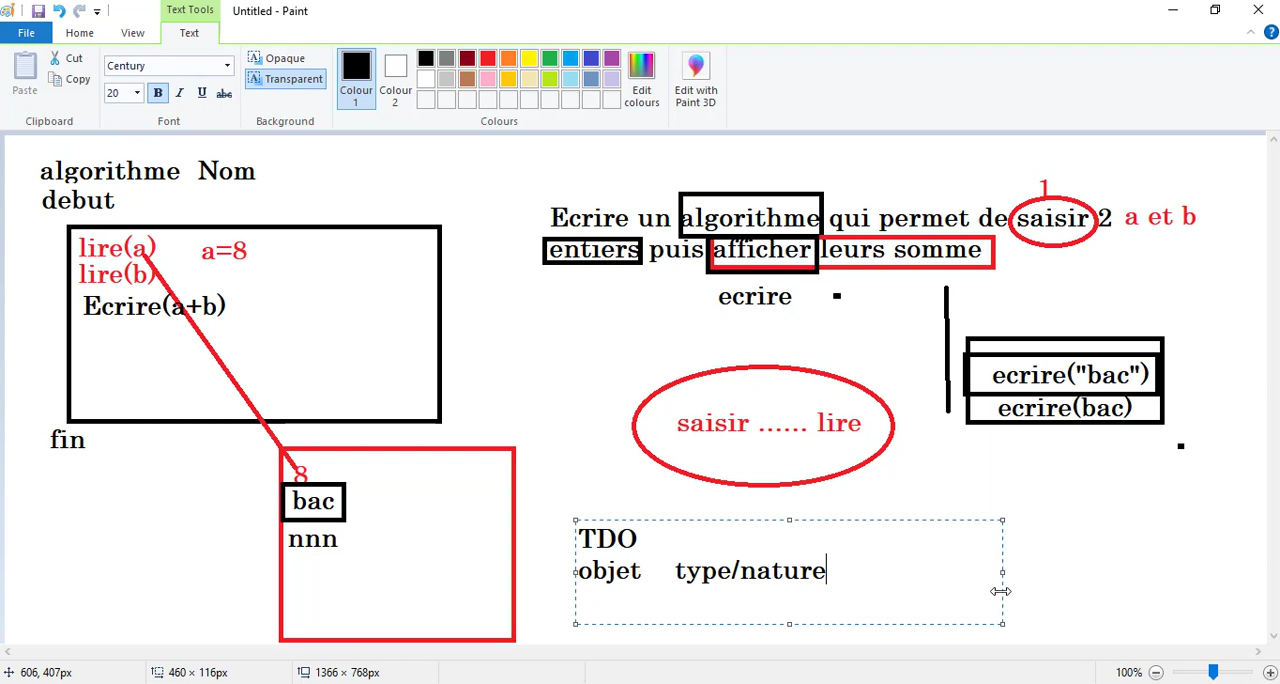 Text Tools
Untitled - Paint
File
Home
View
Text
Paste
Cut
Copy
Clipboard
Century
20
B I U abc
Font
Opaque
Transparent
Background
Colour 1
Colour 2
Edit colours
Colours
Edit with Paint 3D
algorithme Nom
debut
lire(a) a=8
lire(b)
Ecrire(a+b)
fin
8
bac
nnn
1
Ecrire un algorithme qui permet de saisir 2 a et b
entiers puis afficher leurs somme
ecrire
ecrire("bac")
ecrire(bac)
saisir ...... lire
TDO
objet type/nature
606, 407px
460 × 116px
1366 × 768px
100%